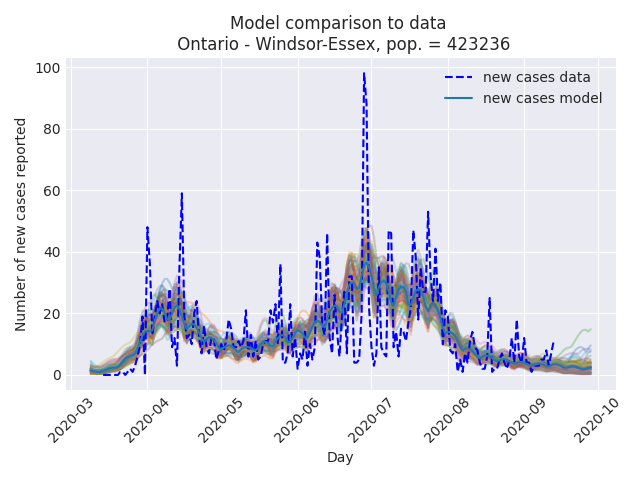 Model comparison to data
Ontario - Windsor-Essex, pop. = 423236
new cases data
new cases model
Number of new cases reported
100
80
60
40
20
0
2020-03
2020-04
2020-05
2020-06
2020-07
2020-08
2020-09
2020-10
Day